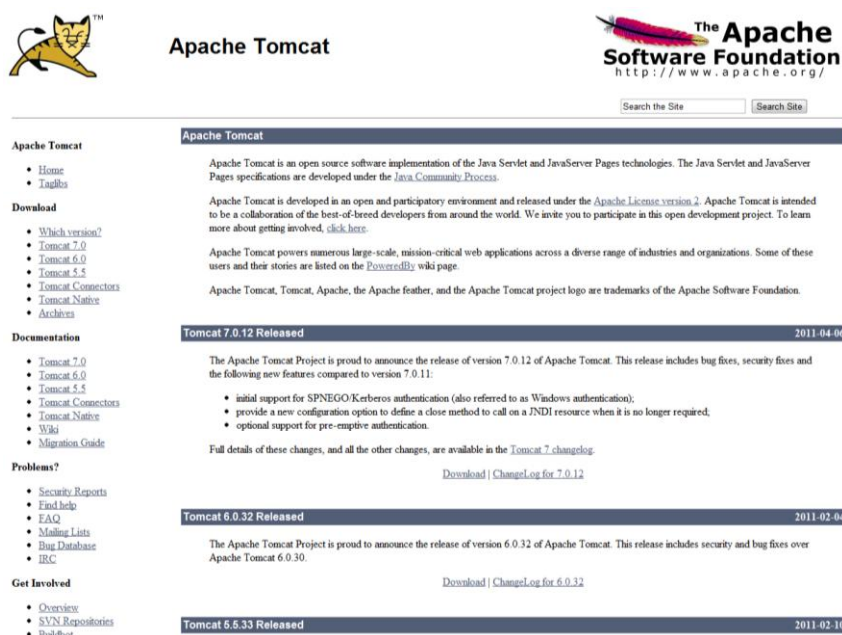 TM
Apache Tomcat
The Apache
Software Foundation
http://www.apache.org/
Search the Site
Search Site
Apache Tomcat
Home
Taglibs
Download
Which version?
Tomcat 7.0
Tomcat 6.0
Tomcat 5.5
Tomcat Connectors
Tomcat Native
Archives
Documentation
Tomcat 7.0
Tomcat 6.0
Tomcat 5.5
Tomcat Connectors
Tomcat Native
Wiki
Migration Guide
Problems?
Security Reports
Find help
FAQ
Mailing Lists
Bug Database
IRC
Get Involved
Overview
SVN Repositories
Buildbot
Apache Tomcat
Apache Tomcat is an open source software implementation of the Java Servlet and JavaServer Pages technologies. The Java Servlet and JavaServer
Pages specifications are developed under the Java Community Process.
Apache Tomcat is developed in an open and participatory environment and released under the Apache License version 2. Apache Tomcat is intended
to be a collaboration of the best-of-breed developers from around the world. We invite you to participate in this open development project. To learn
more about getting involved, click here.
Apache Tomcat powers numerous large-scale, mission-critical web applications across a diverse range of industries and organizations. Some of these
users and their stories are listed on the PoweredBy wiki page.
Apache Tomcat, Tomcat, Apache, the Apache feather, and the Apache Tomcat project logo are trademarks of the Apache Software Foundation.
Tomcat 7.0.12 Released 2011-04-06
The Apache Tomcat Project is proud to announce the release of version 7.0.12 of Apache Tomcat. This release includes bug fixes, security fixes and
the following new features compared to version 7.0.11:
initial support for SPNEGO/Kerberos authentication (also referred to as Windows authentication);
provide a new configuration option to define a close method to call on a JNDI resource when it is no longer required;
optional support for pre-emptive authentication.
Full details of these changes, and all the other changes, are available in the Tomcat 7 changelog.
Download | ChangeLog for 7.0.12
Tomcat 6.0.32 Released 2011-02-04
The Apache Tomcat Project is proud to announce the release of version 6.0.32 of Apache Tomcat. This release includes security and bug fixes over
Apache Tomcat 6.0.30.
Download | ChangeLog for 6.0.32
Tomcat 5.5.33 Released 2011-02-10